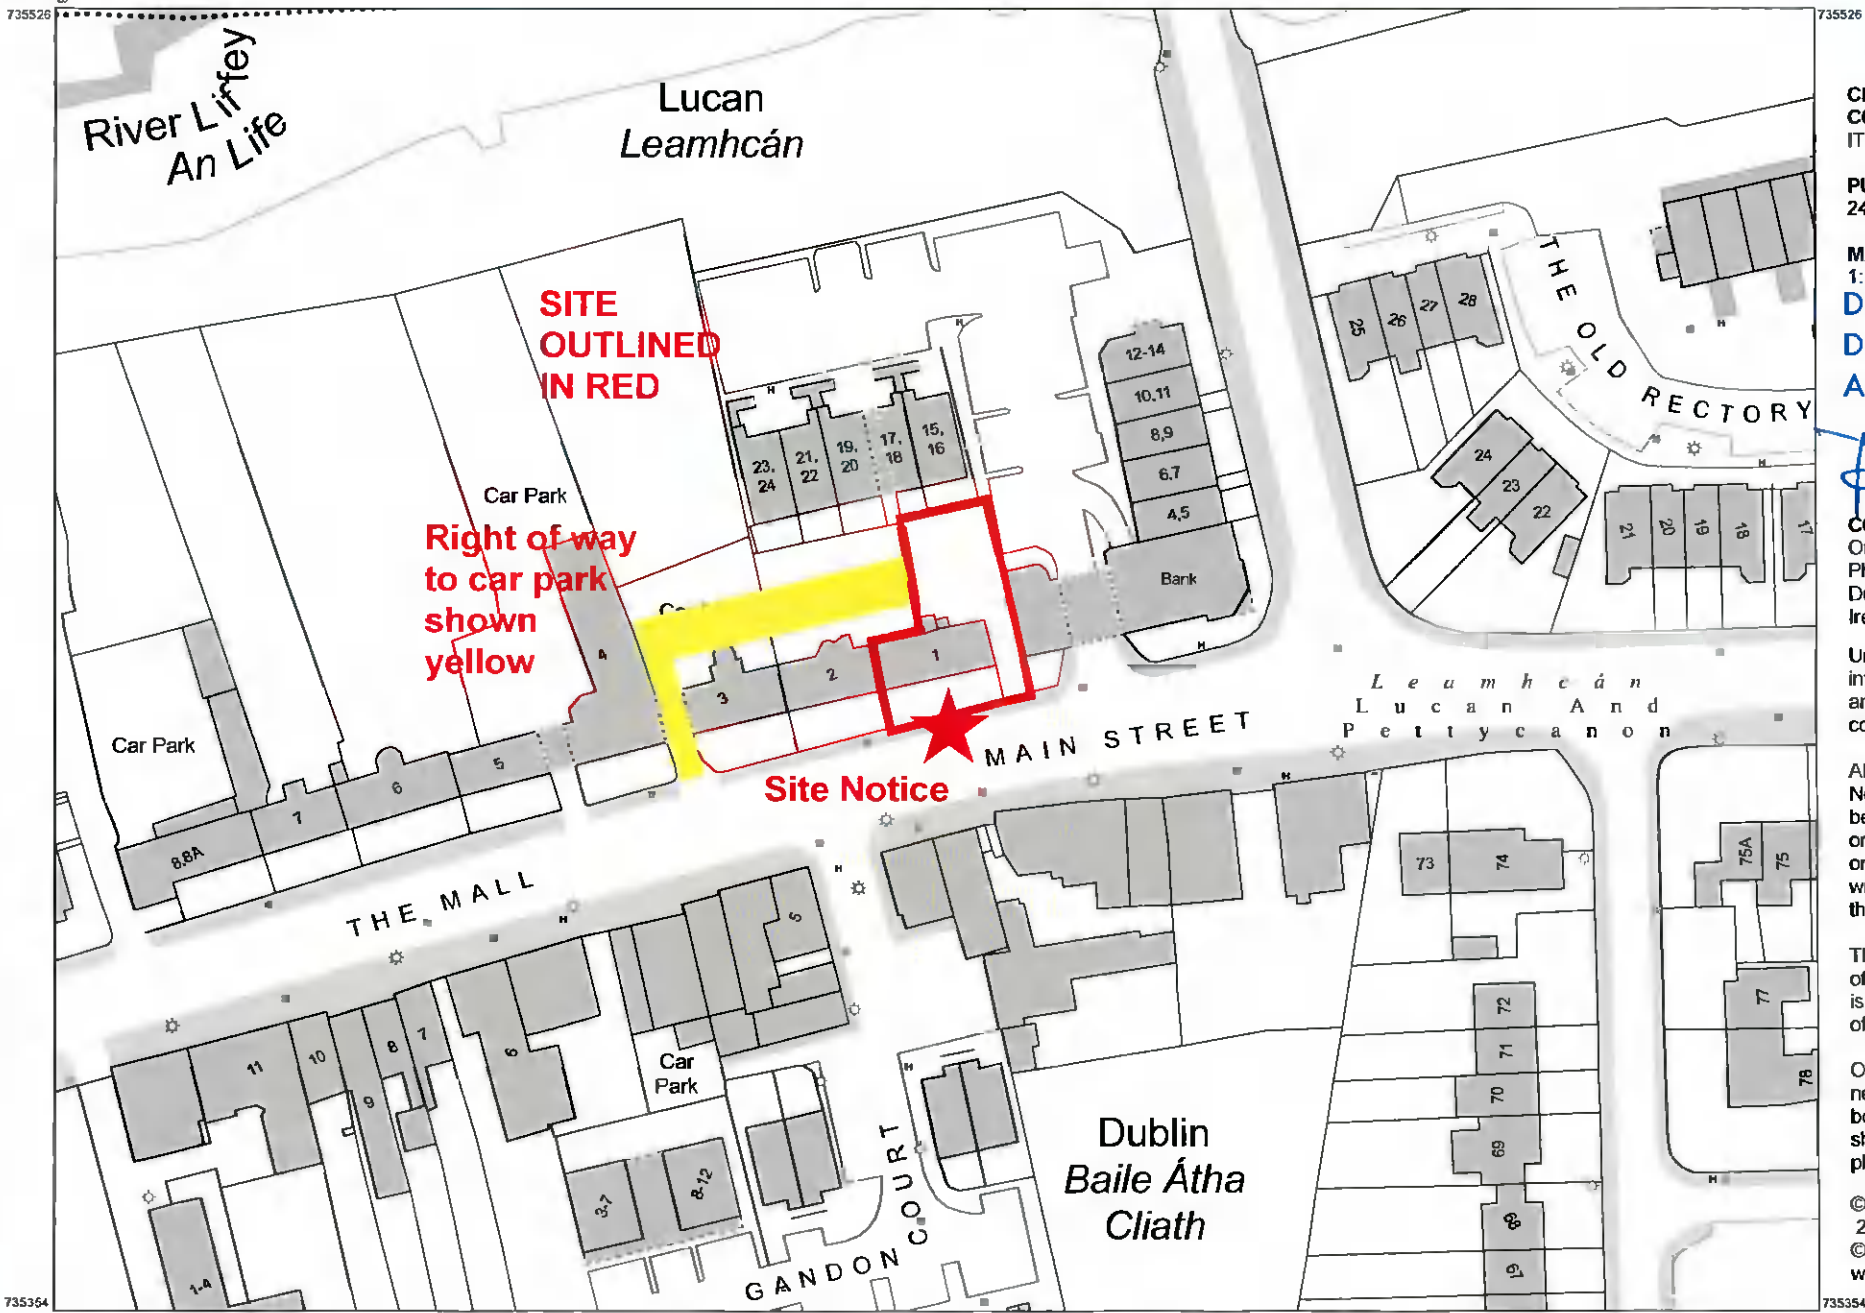 735526
735526
River Liffey
An Life
Lucan
Leamhcán
SITE
OUTLINED
IN RED
Car Park
Right of way
to car park
shown
yellow
Car Park
8,8A
7
6
5
4
3
2
1
23,
24
21,
22
19,
20
17,
18
15,
16
H
H
12-14
10,11
8,9
6,7
4,5
Bank
H
25
26
27
28
THE OLD RECTORY
H
H
24
23
22
21
20
19
18
17
Leamhcán
Lucan And
Pettycanon
MAIN STREET
Site Notice
THE MALL
H
H
H
5
11
10
9
8
7
6
Car
Park
3-7
8-12
1-4
GANDON COURT
H
Dublin
Baile Átha
Cliath
73
74
75A
75
77
78
72
71
70
69
68
67
H
M
1:
D
D
A
735354
735354